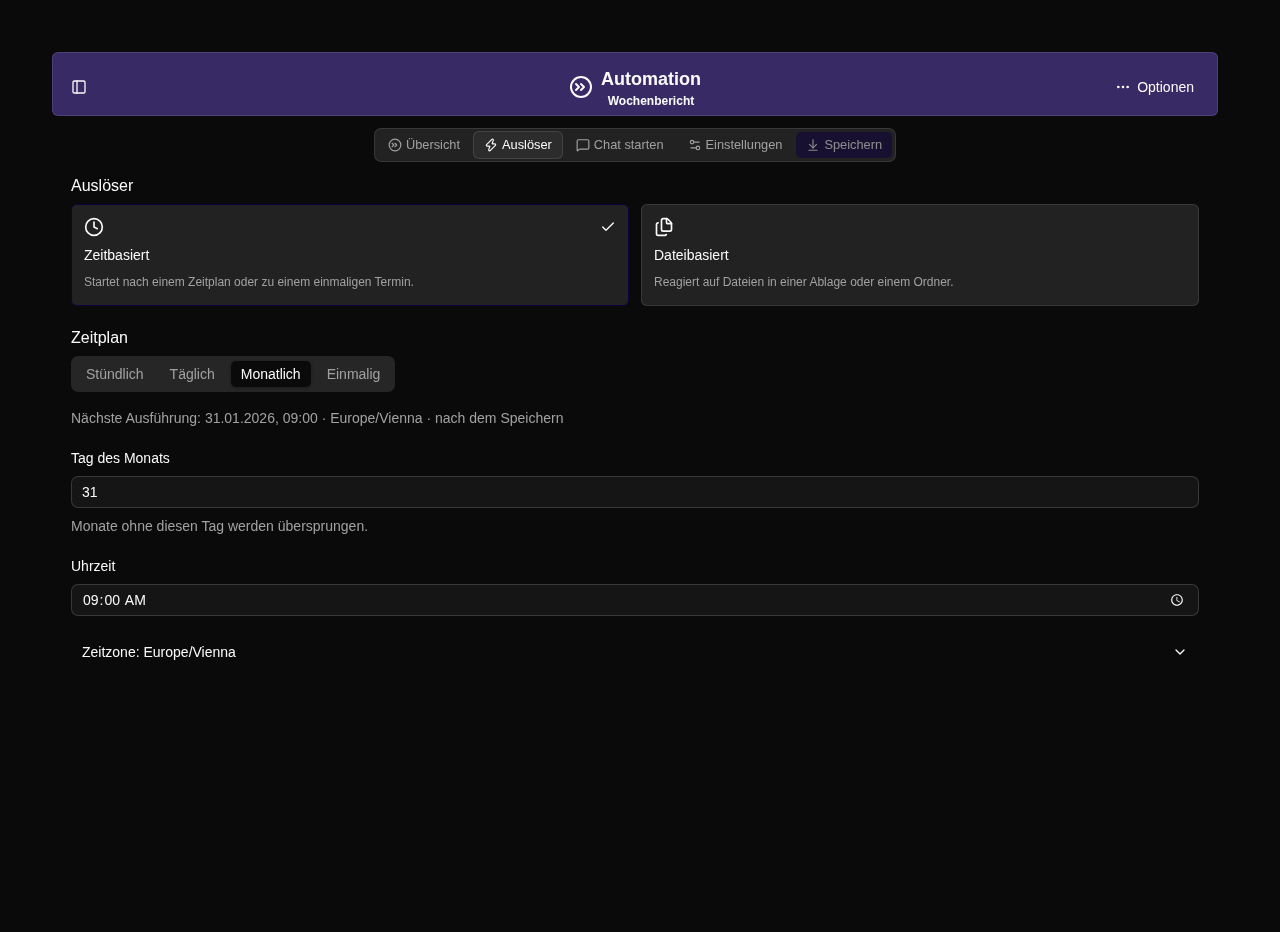 Automation
Wochenbericht
Optionen
Übersicht
Auslöser
Chat starten
Einstellungen
Speichern
Auslöser
Zeitbasiert
Startet nach einem Zeitplan oder zu einem einmaligen Termin.
Dateibasiert
Reagiert auf Dateien in einer Ablage oder einem Ordner.
Zeitplan
Stündlich
Täglich
Monatlich
Einmalig
Nächste Ausführung: 31.01.2026, 09:00 · Europe/Vienna · nach dem Speichern
Tag des Monats
31
Monate ohne diesen Tag werden übersprungen.
Uhrzeit
09:00 AM
Zeitzone: Europe/Vienna